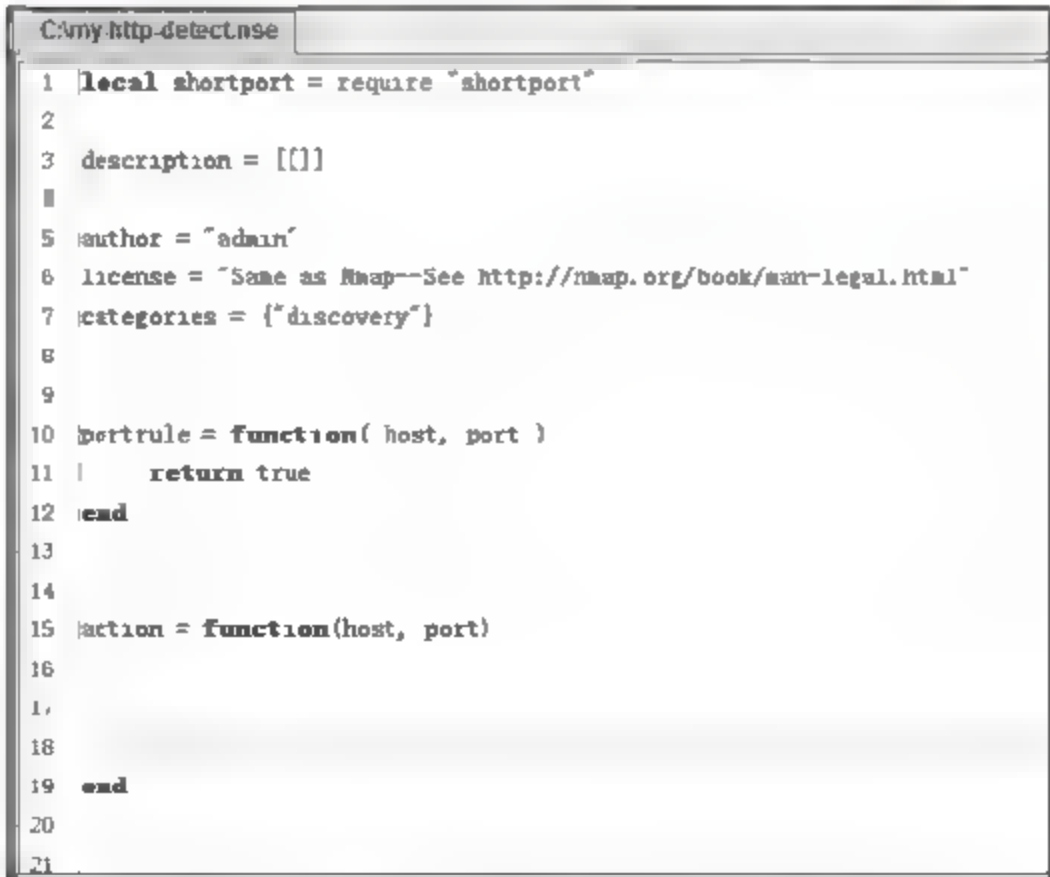 C:\my-http-detect.nse
1 local shortport = require "shortport"
2
3 description = [[]]
5 author = "admin"
6 license = "Same as Nmap--See http://nmap.org/book/man-legal.html"
7 categories = {"discovery"}
8
9
10 portrule = function( host, port )
11 return true
12 end
13
14
15 action = function(host, port)
16
18
19 end
20
21